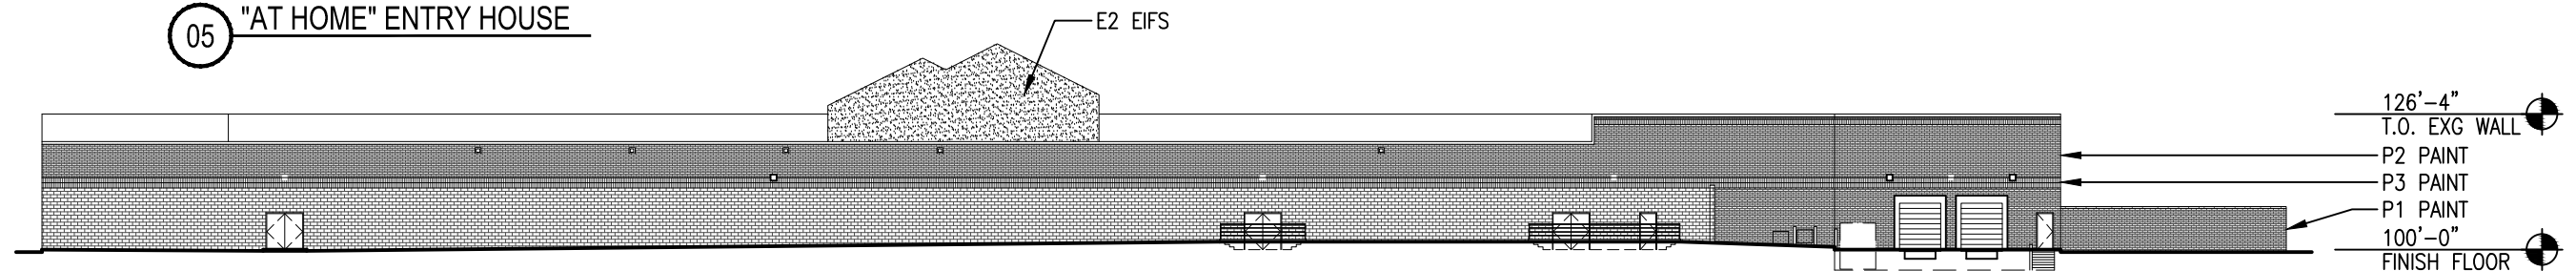 05
"AT HOME" ENTRY HOUSE
E2 EIFS
126'-4"
T.O. EXG WALL
P2 PAINT
P3 PAINT
P1 PAINT
100'-0"
FINISH FLOOR